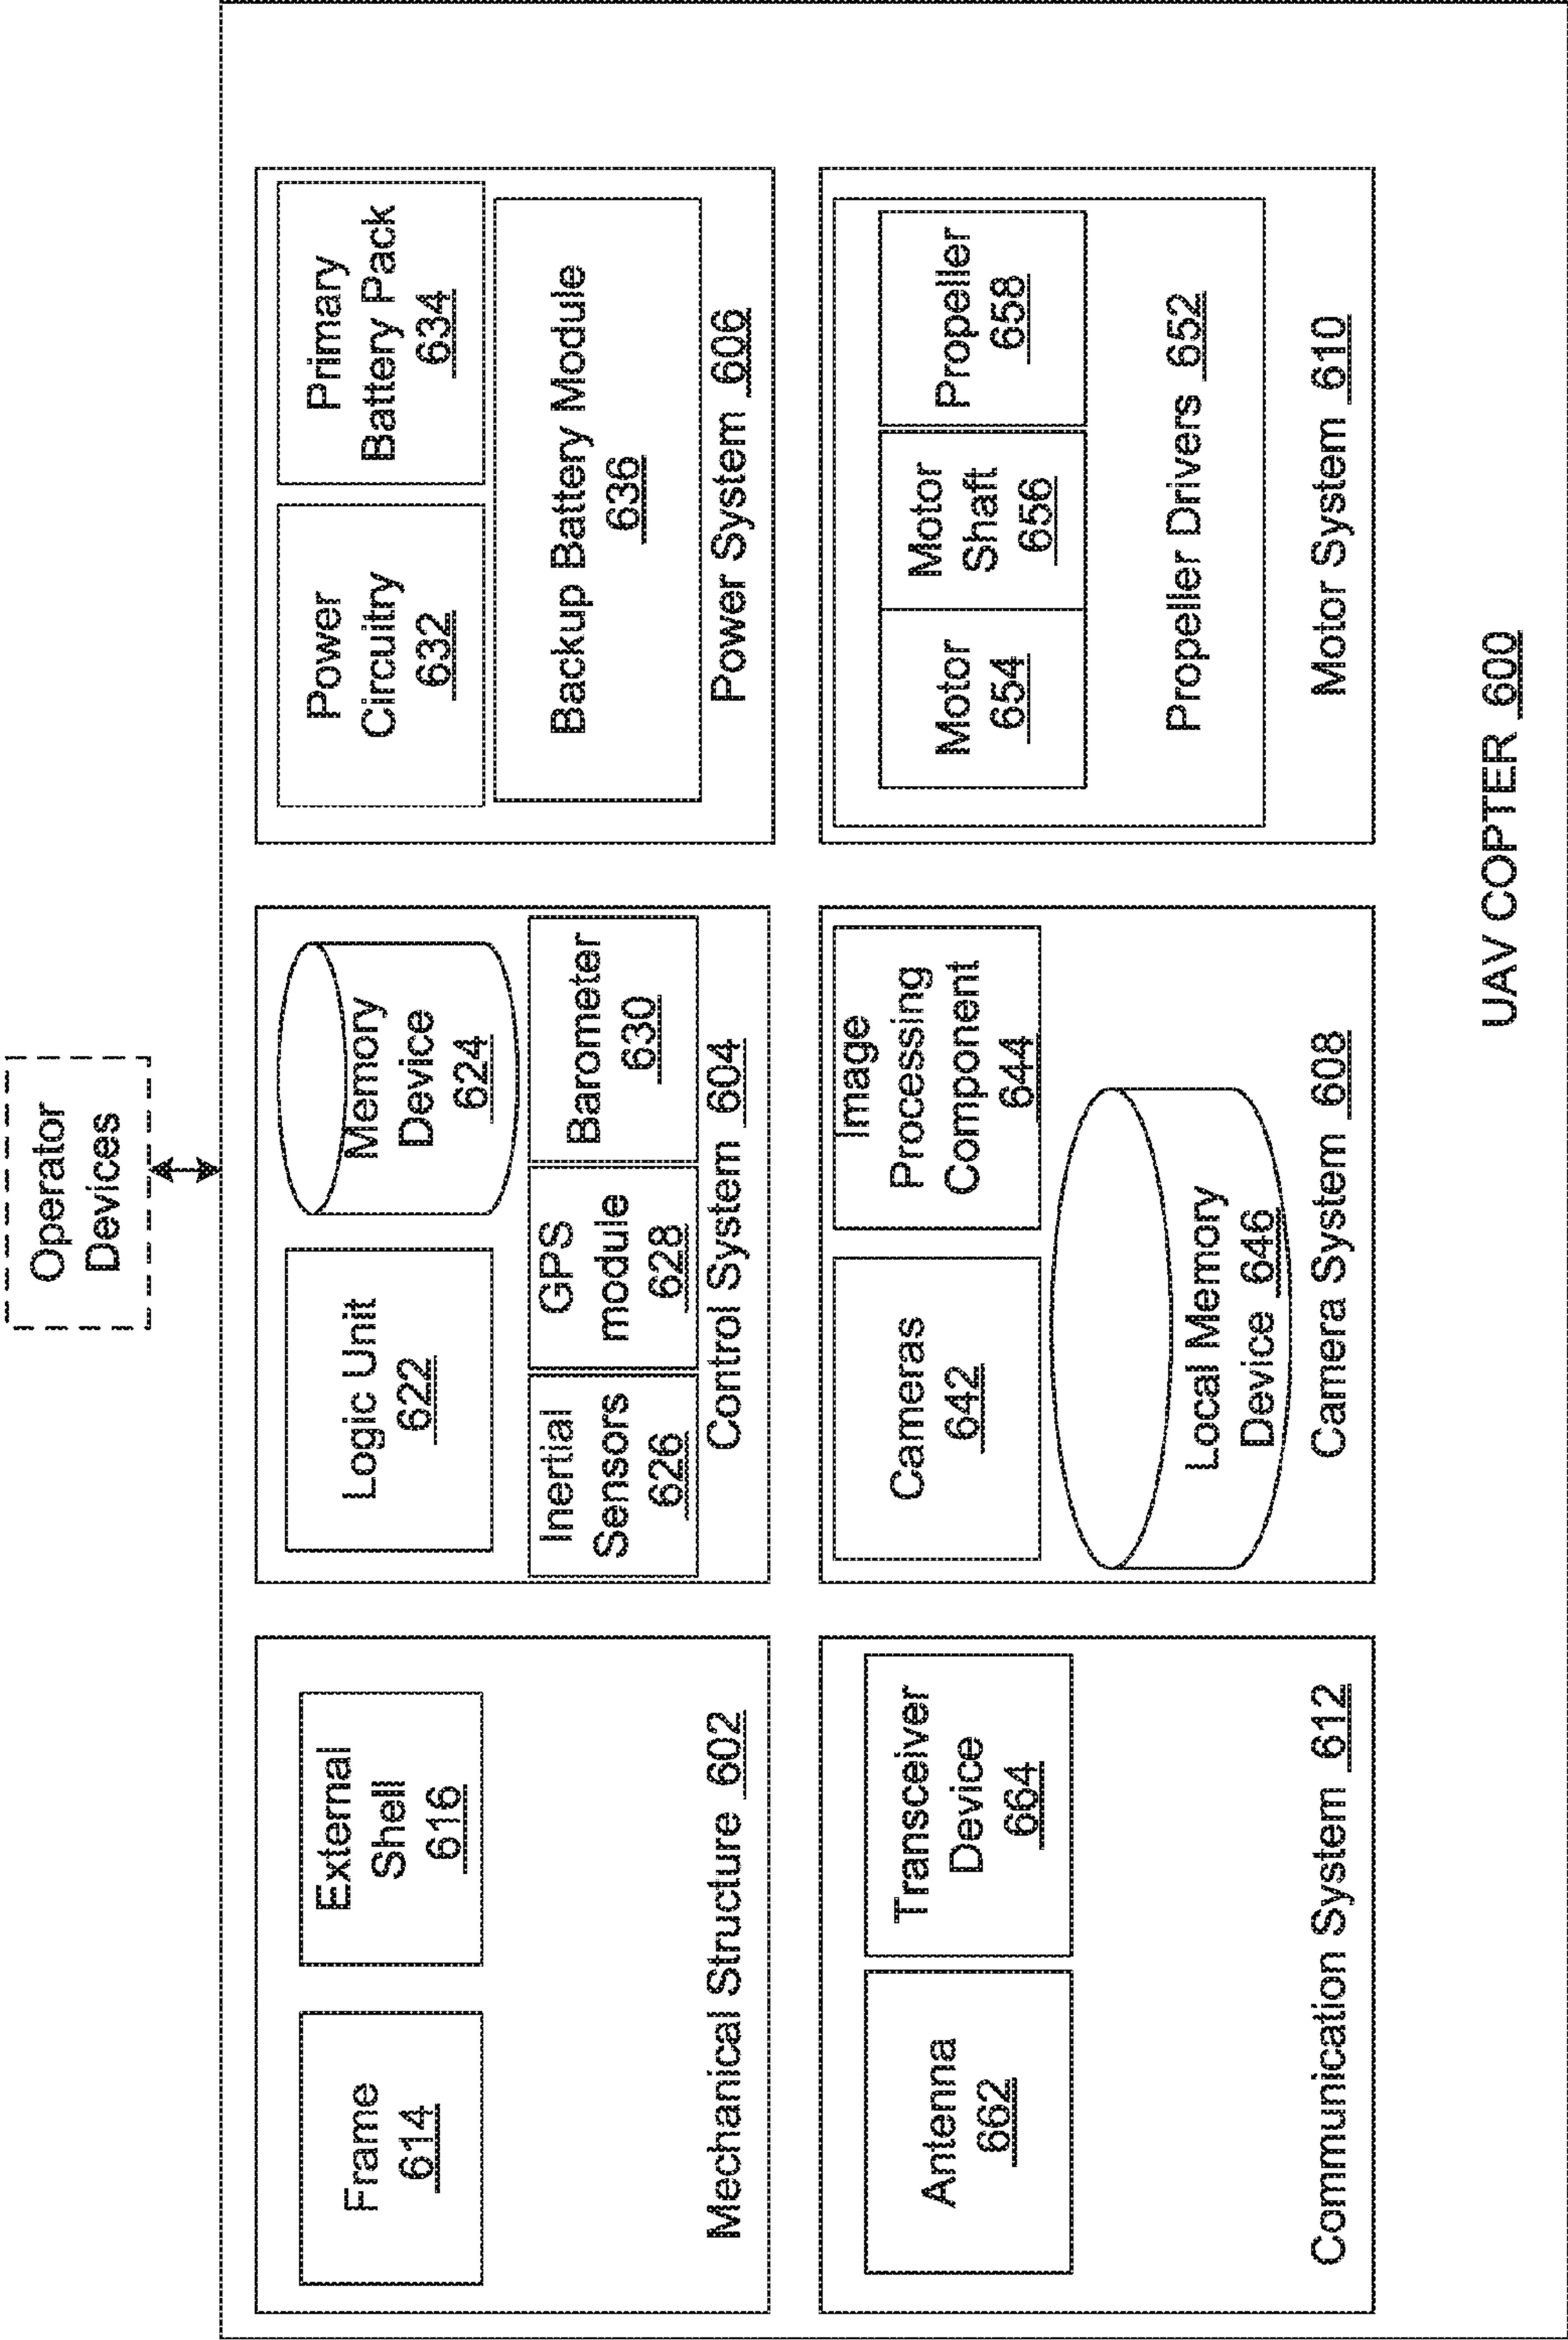 Operator
Devices
Frame
614
External
Shell
616
Mechanical Structure 602
Logic Unit
622
Memory
Device
624
Inertial
Sensors
626
GPS
module
628
Barometer
630
Control System 604
Power
Circuitry
632
Primary
Battery Pack
634
Backup Battery Module
636
Power System 606
Antenna
662
Transceiver
Device
664
Communication System 612
Cameras
642
Image
Processing
Component
644
Local Memory
Device 646
Camera System 608
Motor
654
Motor
Shaft
656
Propeller
658
Propeller Drivers 652
Motor System 610
UAV COPTER 600